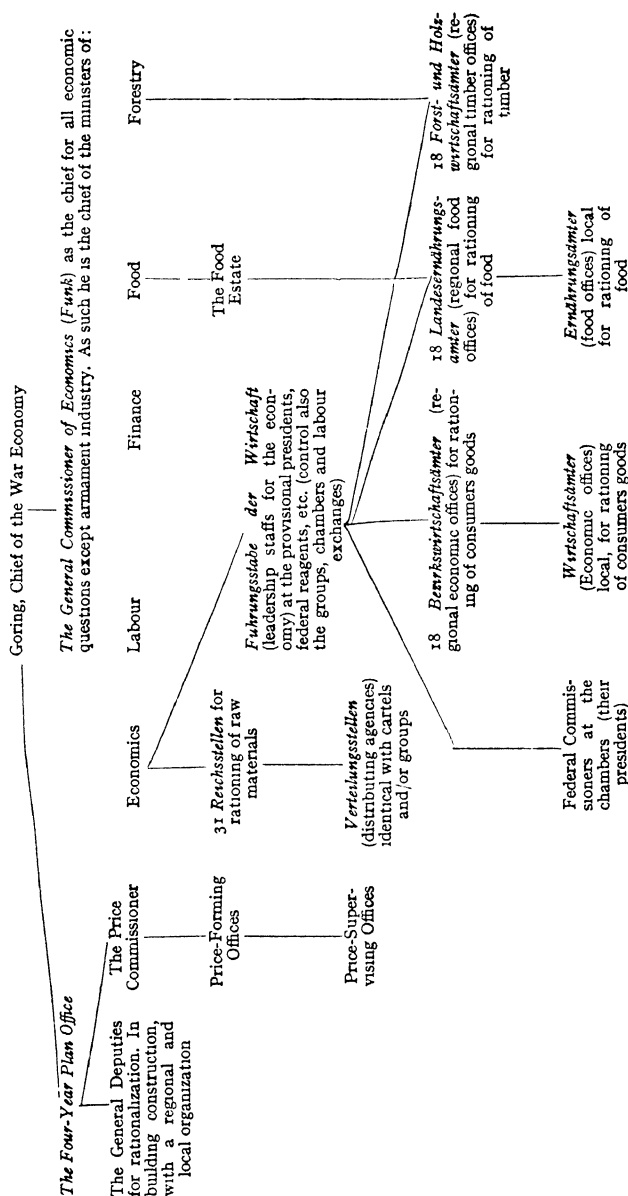 Goring, Chief of the War Economy
The Four-Year Plan Office
The General Commissioner of Economics (Funk) as the chief for all economic
questions except armament industry. As such he is the chief of the ministers of:
The General Deputies
for rationalization. In
building construction,
with a regional and
local organization
The Price
Commissioner
Price-Forming
Offices
Price-Super-
vising Offices
Economics
Labour
Finance
Food
Forestry
31 Reichsstellen for
rationing of raw
materials
Verteilungsstellen
(distributing agencies)
identical with cartels
and/or groups
Fuhrungsstabe der Wirtschaft
(leadership staffs for the econ-
omy) at the provisional presidents,
federal reagents, etc. (control also
the groups, chambers and labour
exchanges)
The Food
Estate
Federal Commis-
sioners at the
chambers (their
presidents)
18 Bezirkswirtschaftsämter (re-
gional economic offices) for ration-
ing of consumers goods
Wirtschaftsämter
(Economic offices)
local, for rationing
of consumers goods
18 Landesernährungs-
amter (regional food
offices) for rationing
of food
Ernährungsämter
(food offices) local
for rationing of
food
18 Forst- und Holz-
wirtschaftsämter (re-
gional timber offices)
for rationing of
timber